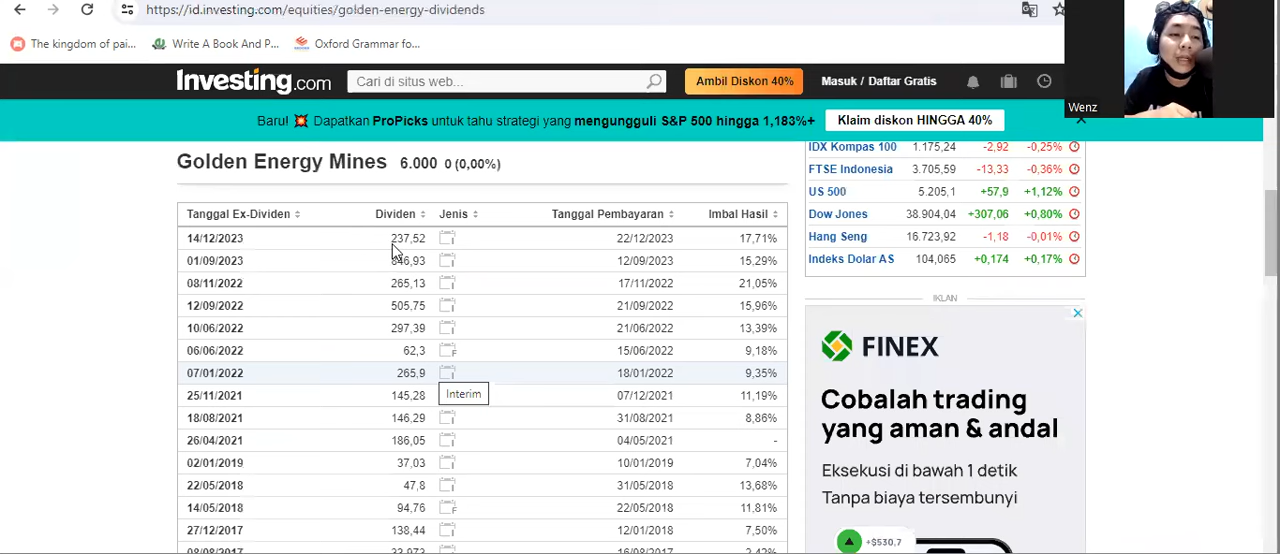 https://id.investing.com/equities/golden-energy-dividends
The kingdom of pai...
Write A Book And P...
Oxford Grammar fo...
Investing.com
Cari di situs web...
Ambil Diskon 40%
Masuk / Daftar Gratis
Wenz
Baru! 💥 Dapatkan ProPicks untuk tahu strategi yang mengungguli S&P 500 hingga 1,183%+
Klaim diskon HINGGA 40%
Golden Energy Mines 6.000 0 (0,00%)
Tanggal Ex-Dividen Dividen Jenis Tanggal Pembayaran Imbal Hasil
14/12/2023 237,52 I 22/12/2023 17,71%
01/09/2023 I 12/09/2023 15,29%
08/11/2022 265,13 I 17/11/2022 21,05%
12/09/2022 505,75 I 21/09/2022 15,96%
10/06/2022 297,39 I 21/06/2022 13,39%
06/06/2022 62,3 F 15/06/2022 9,18%
07/01/2022 265,9 I 18/01/2022 9,35%
25/11/2021 145,28 07/12/2021 11,19%
Interim
18/08/2021 146,29 I 31/08/2021 8,86%
26/04/2021 186,05 I 04/05/2021 -
02/01/2019 37,03 I 10/01/2019 7,04%
22/05/2018 47,8 I 31/05/2018 13,68%
14/05/2018 94,76 F 22/05/2018 11,81%
27/12/2017 138,44 I 12/01/2018 7,50%
08/08/2017 33,973 16/08/2017 2,42%
IDX Kompas 100 1.175,24 -2,92 -0,25%
FTSE Indonesia 3.705,59 -13,33 -0,36%
US 500 5.205,1 +57,9 +1,12%
Dow Jones 38.904,04 +307,06 +0,80%
Hang Seng 16.723,92 -1,18 -0,01%
Indeks Dolar AS 104,065 +0,174 +0,17%
IKLAN
FINEX
Cobalah trading
yang aman & andal
Eksekusi di bawah 1 detik
Tanpa biaya tersembunyi
+$530,7